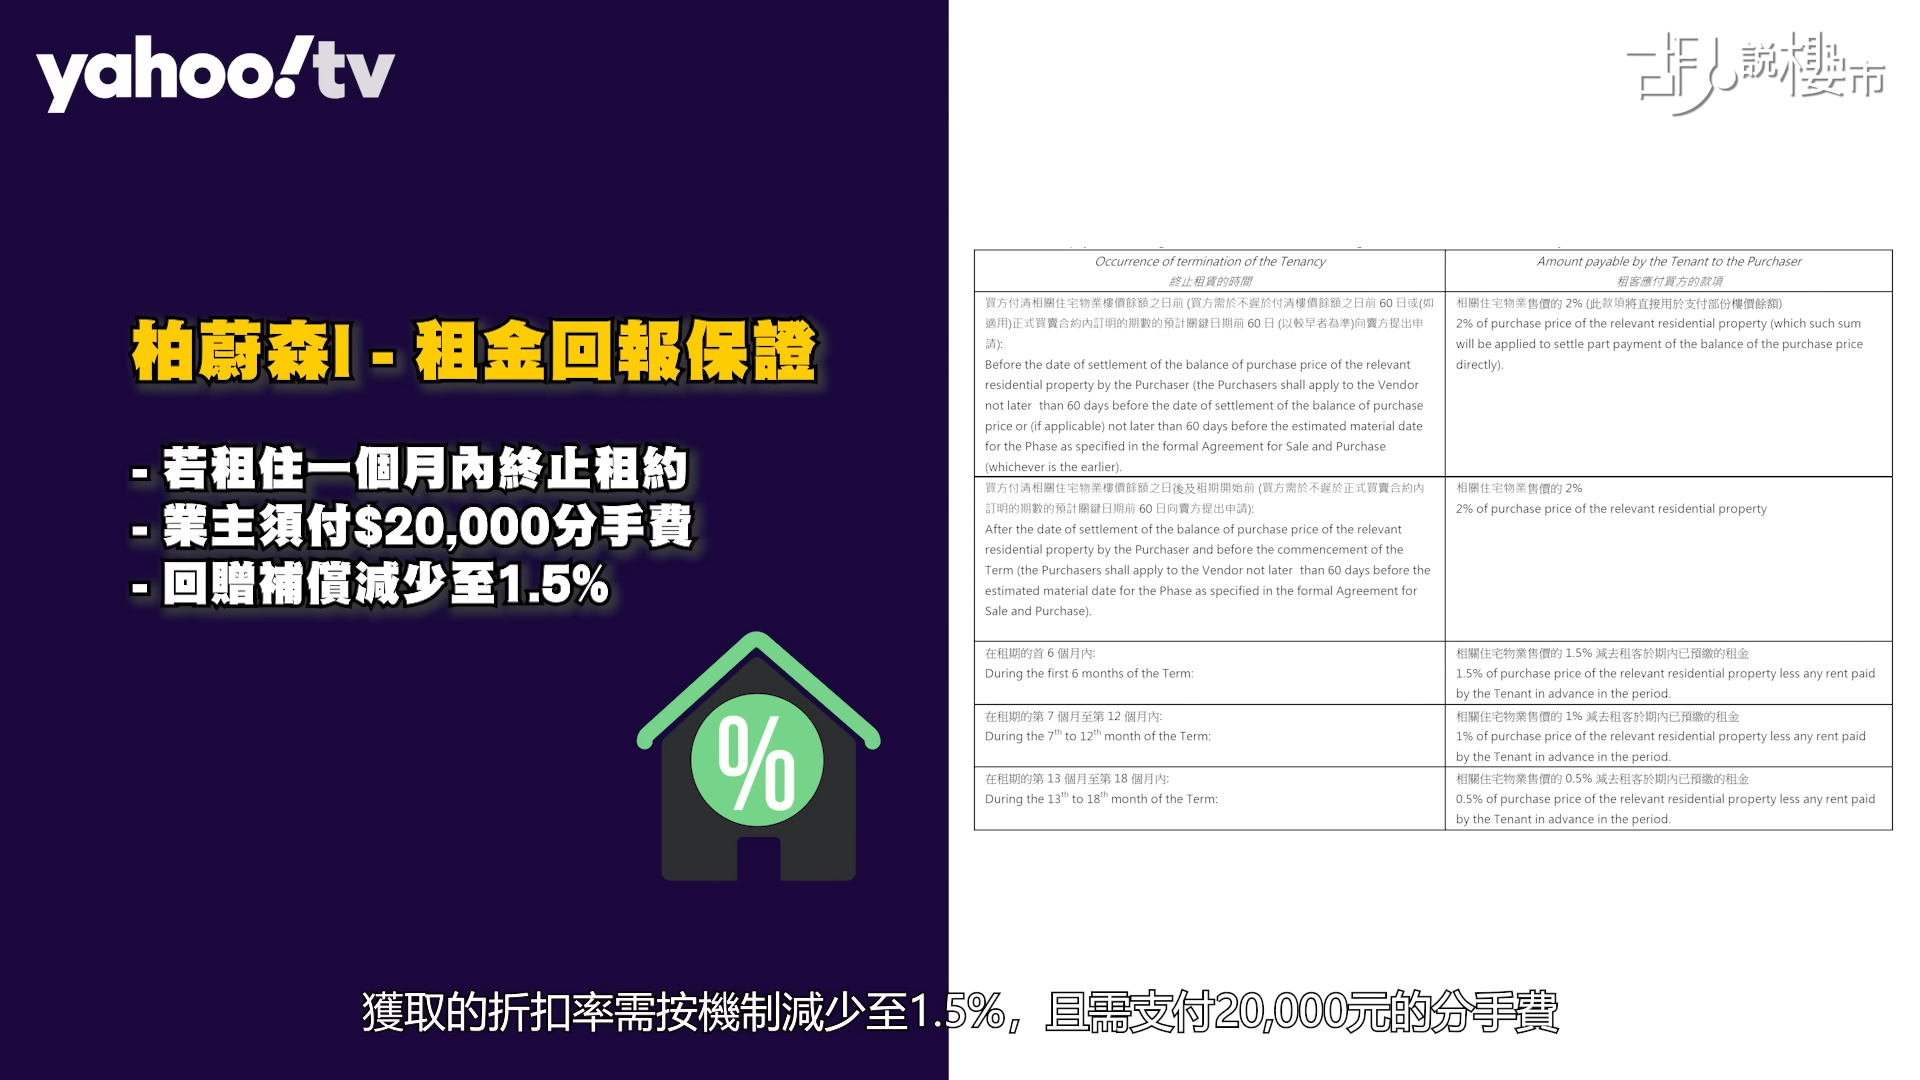 yahoo!tv
胡.説樓市
柏蔚森I - 租金回報保證
- 若租住一個月內終止租約
- 業主須付$20,000分手費
- 回贈補償減少至1.5%
%
Occurrence of termination of the Tenancy
終止租賃的時間
Amount payable by the Tenant to the Purchaser
租客應付買方的款項
買方付清相關住宅物業樓價餘額之日前 (買方需於不遲於付清樓價餘額之日前 60 日或(如
適用)正式買賣合約內訂明的期數的預計關鍵日期前 60 日 (以較早者為準)向賣方提出申
請):
Before the date of settlement of the balance of purchase price of the relevant
residential property by the Purchaser (the Purchasers shall apply to the Vendor
not later than 60 days before the date of settlement of the balance of purchase
price or (if applicable) not later than 60 days before the estimated material date
for the Phase as specified in the formal Agreement for Sale and Purchase
(whichever is the earlier).
相關住宅物業售價的 2% (此款項將直接用於支付部份樓價餘額)
2% of purchase price of the relevant residential property (which such sum
will be applied to settle part payment of the balance of the purchase price
directly).
買方付清相關住宅物業樓價餘額之日後及租期開始前 (買方需於不遲於正式買賣合約內
訂明的期數的預計關鍵日期前 60 日向賣方提出申請):
After the date of settlement of the balance of purchase price of the relevant
residential property by the Purchaser and before the commencement of the
Term (the Purchasers shall apply to the Vendor not later than 60 days before the
estimated material date for the Phase as specified in the formal Agreement for
Sale and Purchase).
相關住宅物業售價的 2%
2% of purchase price of the relevant residential property
在租期的首 6 個月內:
During the first 6 months of the Term:
相關住宅物業售價的 1.5% 減去租客於期內已預繳的租金
1.5% of purchase price of the relevant residential property less any rent paid
by the Tenant in advance in the period.
在租期的第 7 個月至第 12 個月內:
During the 7th to 12th month of the Term:
相關住宅物業售價的 1% 減去租客於期內已預繳的租金
1% of purchase price of the relevant residential property less any rent paid
by the Tenant in advance in the period.
在租期的第 13 個月至第 18 個月內:
During the 13th to 18th month of the Term:
相關住宅物業售價的 0.5% 減去租客於期內已預繳的租金
0.5% of purchase price of the relevant residential property less any rent paid
by the Tenant in advance in the period.
獲取的折扣率需按機制減少至1.5%，且需支付20,000元的分手費